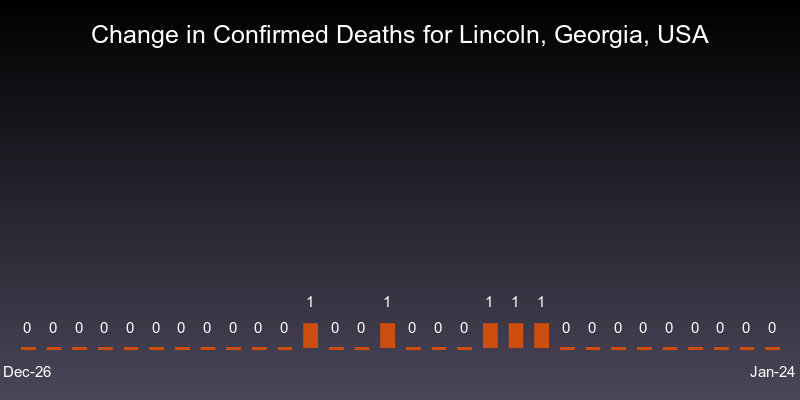 Change in Confirmed Deaths for Lincoln, Georgia, USA
1 1 1 1 1
0 0 0 0 0 0 0 0 0 0 0 0 0 0 0 0 0 0 0 0 0 0 0 0 0
Dec-26 Jan-24